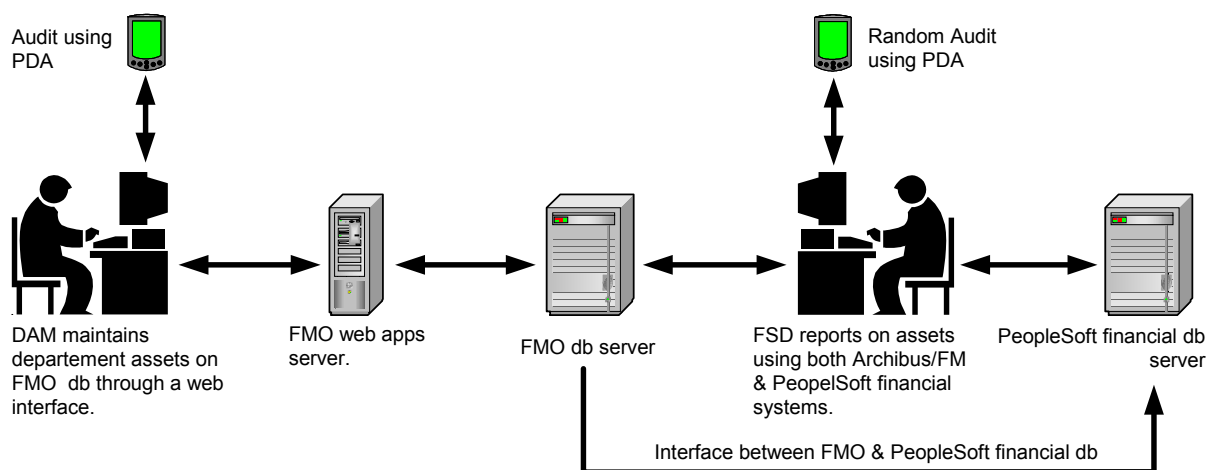 Audit using
PDA
Random Audit
using PDA
DAM maintains
departement assets on
FMO db through a web
interface.
FMO web apps
server.
FMO db server
FSD reports on assets
using both Archibus/FM
& PeopelSoft financial
systems.
PeopleSoft financial db
server
Interface between FMO & PeopleSoft financial db